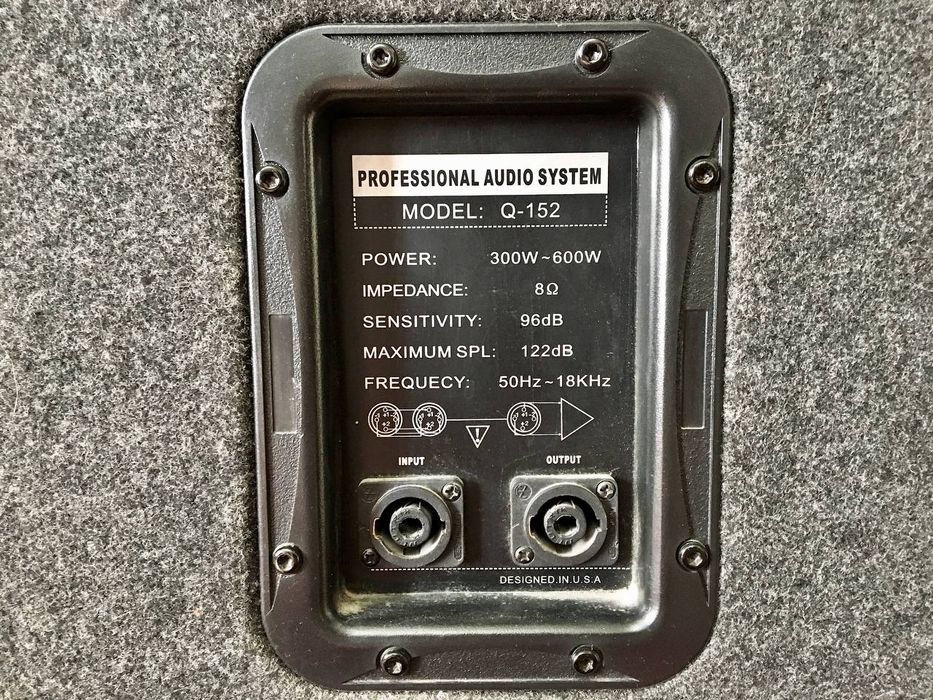 PROFESSIONAL AUDIO SYSTEM
MODEL: Q-152
POWER: 300W~600W
IMPEDANCE: 8Ω
SENSITIVITY: 96dB
MAXIMUM SPL: 122dB
FREQUECY: 50Hz~18KHz
INPUT OUTPUT
DESIGNED.IN.U.S.A